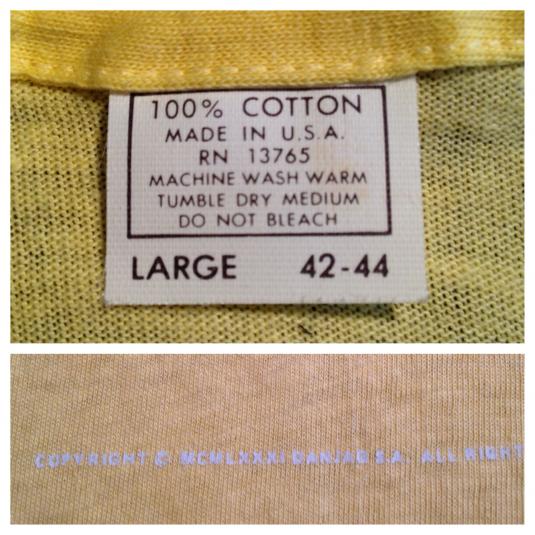 100% COTTON
MADE IN U.S.A.
RN 13765
MACHINE WASH WARM
TUMBLE DRY MEDIUM
DO NOT BLEACH
LARGE 42-44
COPYRIGHT © MCMLXXXI DANJAQ S.A. ALL RIGHT